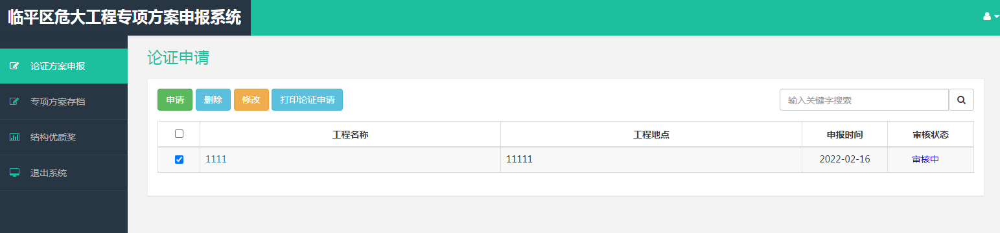 临平区危大工程专项方案申报系统
论证方案申报
专项方案存档
结构优质奖
退出系统
论证申请
申请 删除 修改 打印论证申请 输入关键字搜索
工程名称 工程地点 申报时间 审核状态
1111 11111 2022-02-16 审核中